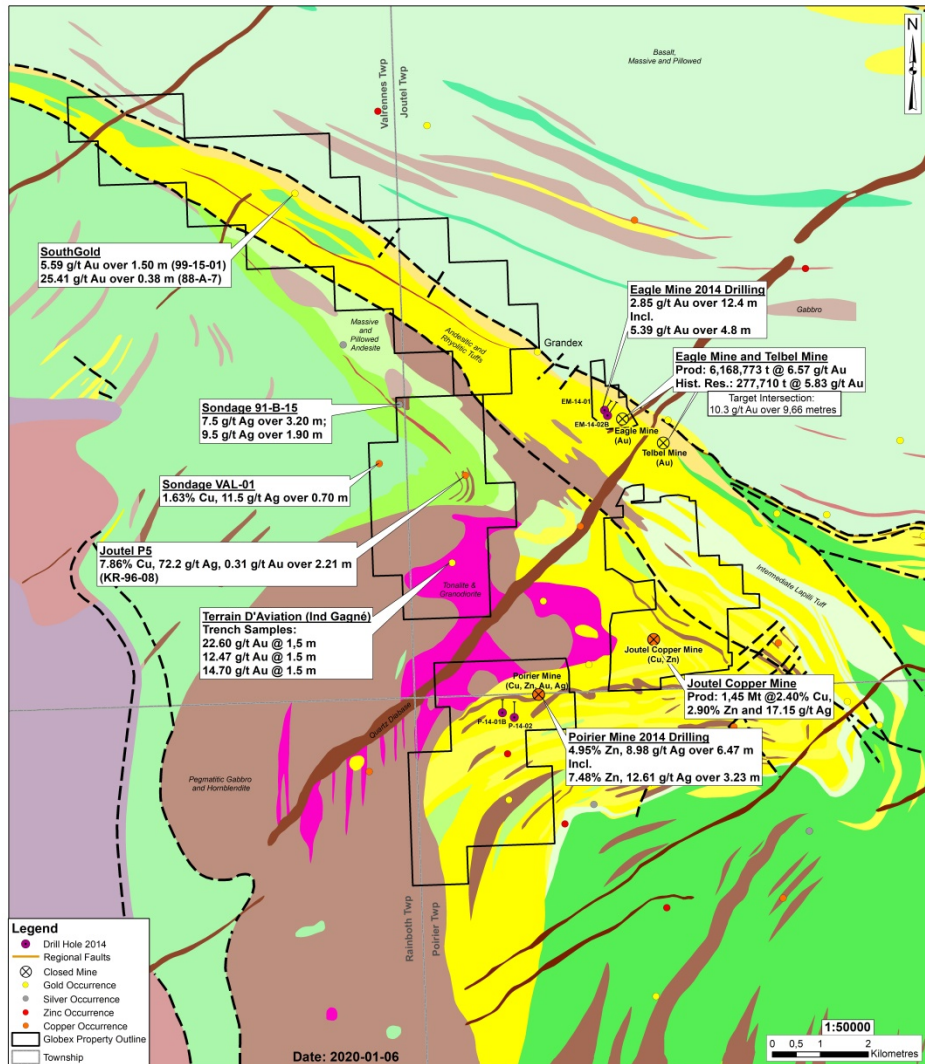 N
Basalt,
Massive and Pillowed
Valrennes Twp
Joutel Twp
SouthGold
5.59 g/t Au over 1.50 m (99-15-01)
25.41 g/t Au over 0.38 m (88-A-7)
Eagle Mine 2014 Drilling
2.85 g/t Au over 12.4 m
Incl.
5.39 g/t Au over 4.8 m
Gabbro
Massive
and
Pillowed
Andesite
Andesitic and
Rhyolitic Tuffs
Grandex
Eagle Mine and Telbel Mine
Prod: 6,168,773 t @ 6.57 g/t Au
Hist. Res.: 277,710 t @ 5.83 g/t Au
Target Intersection:
10.3 g/t Au over 9,66 metres
EM-14-01
EM-14-02B
Eagle Mine
(Au)
Telbel Mine
(Au)
Sondage 91-B-15
7.5 g/t Ag over 3.20 m;
9.5 g/t Ag over 1.90 m
Sondage VAL-01
1.63% Cu, 11.5 g/t Ag over 0.70 m
Joutel P5
7.86% Cu, 72.2 g/t Ag, 0.31 g/t Au over 2.21 m
(KR-96-08)
Intermediate Lapilli Tuff
Tonalite &
Granodiorite
Terrain D'Aviation (Ind Gagné)
Trench Samples:
22.60 g/t Au @ 1,5 m
12.47 g/t Au @ 1.5 m
14.70 g/t Au @ 1.5 m
Joutel Copper Mine
(Cu, Zn)
Joutel Copper Mine
Prod: 1,45 Mt @2.40% Cu,
2.90% Zn and 17.15 g/t Ag
Poirier Mine
(Cu, Zn, Au, Ag)
P-14-01B
P-14-02
Quartz Diabase
Poirier Mine 2014 Drilling
4.95% Zn, 8.98 g/t Ag over 6.47 m
Incl.
7.48% Zn, 12.61 g/t Ag over 3.23 m
Pegmatitic Gabbro
and Hornblendite
Rainboth Twp
Poirier Twp
Legend
Drill Hole 2014
Regional Faults
Closed Mine
Gold Occurrence
Silver Occurrence
Zinc Occurrence
Copper Occurrence
Globex Property Outline
Township
Date: 2020-01-06
1:50000
0 0,5 1 2
Kilometres